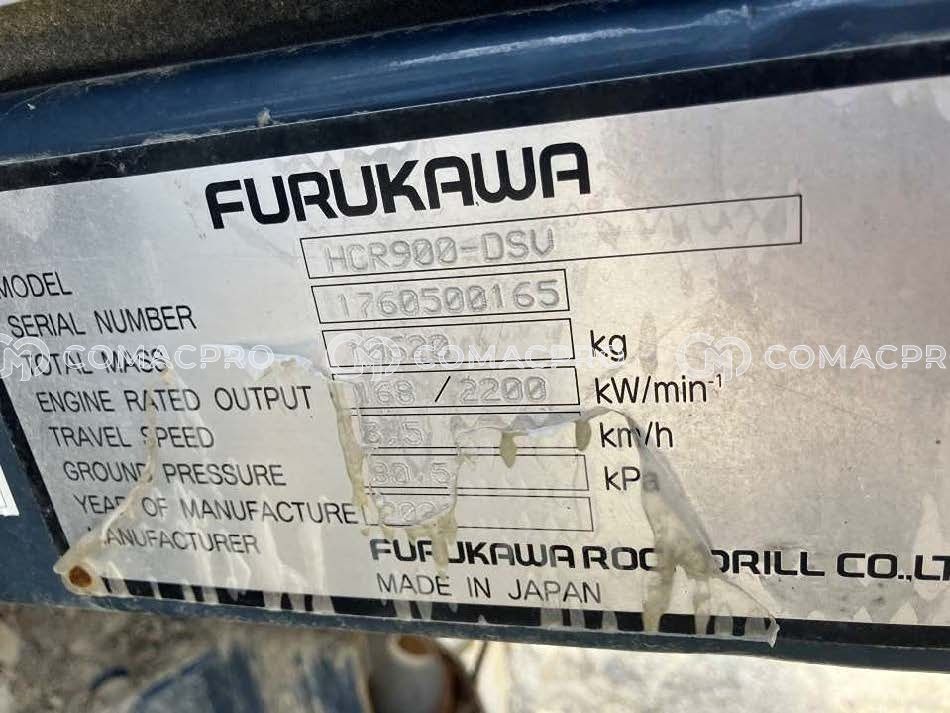 FURUKAWA
MODEL HCR900-DSV
SERIAL NUMBER 1760500165
TOTAL MASS kg
COMACPRO COMACPRO COMACPRO
ENGINE RATED OUTPUT 168 / 2200 kW/min-1
TRAVEL SPEED km/h
GROUND PRESSURE 80.5 kPa
YEAR OF MANUFACTURE
MANUFACTURER FURUKAWA ROCK DRILL CO.,LT
MADE IN JAPAN